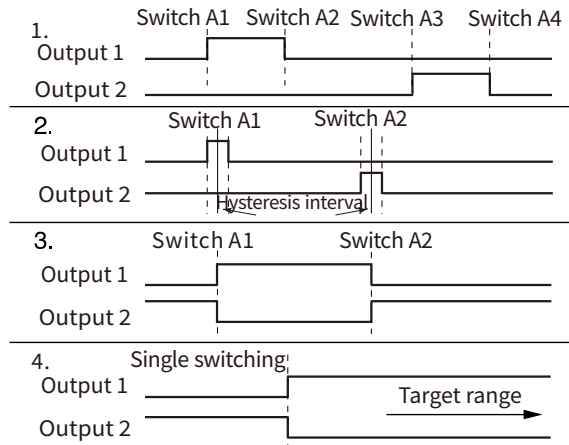 1.
Switch A1 Switch A2 Switch A3 Switch A4
Output 1
Output 2
2.
Switch A1 Switch A2
Output 1
Output 2
Hysteresis interval
3.
Switch A1 Switch A2
Output 1
Output 2
4.
Single switching
Output 1
Target range
Output 2